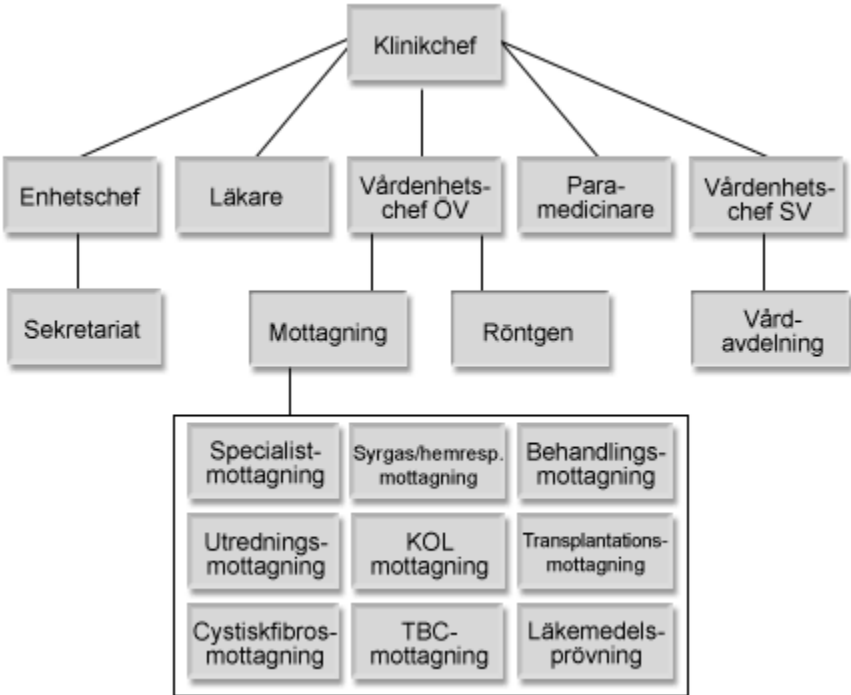 Klinikchef
Enhetschef
Läkare
Vårdenhets-
chef ÖV
Para-
medicinare
Vårdenhets-
chef SV
Sekretariat
Mottagning
Röntgen
Vård-
avdelning
Specialist-
mottagning
Syrgas/hemresp.
mottagning
Behandlings-
mottagning
Utrednings-
mottagning
KOL
mottagning
Transplantations-
mottagning
Cystiskfibros-
mottagning
TBC-
mottagning
Läkemedels-
prövning